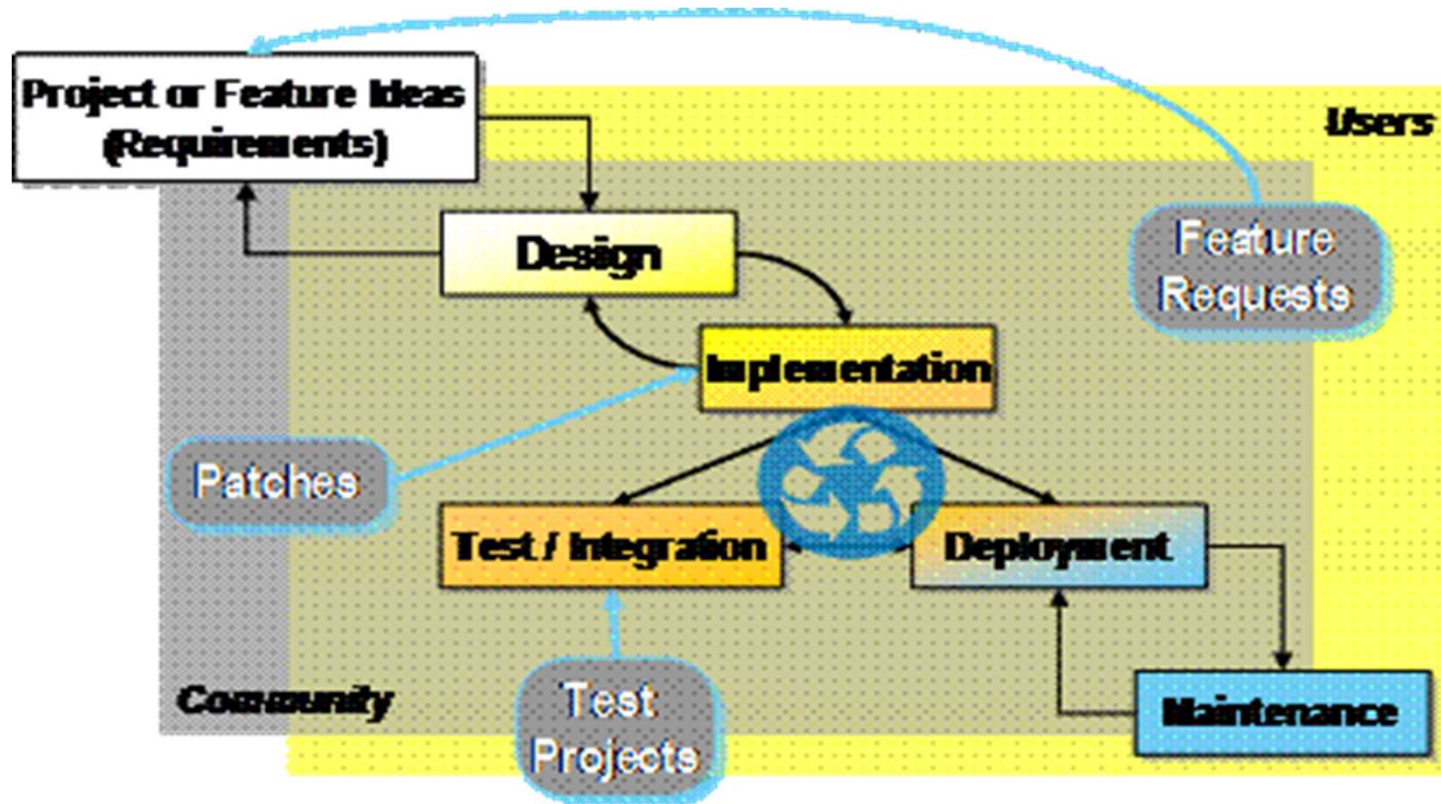 Project or Feature Ideas
(Requirements)
Users
Design
Feature
Requests
Implementation
Patches
Test / Integration
Deployment
Community
Test
Projects
Maintenance